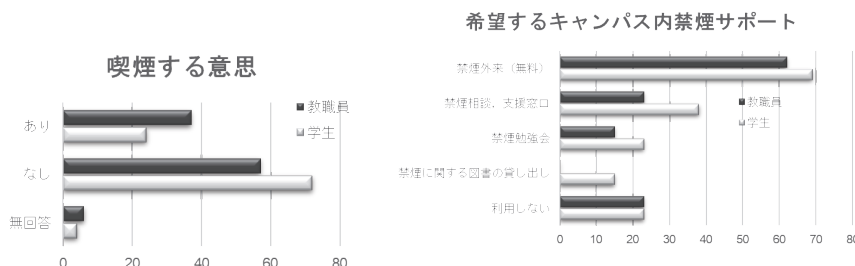 喫煙する意思
教職員
学生
あり
なし
無回答
0 20 40 60 80
希望するキャンパス内禁煙サポート
禁煙外来（無料）
禁煙相談、支援窓口
禁煙勉強会
禁煙に関する図書の貸し出し
利用しない
教職員
学生
0 10 20 30 40 50 60 70 80